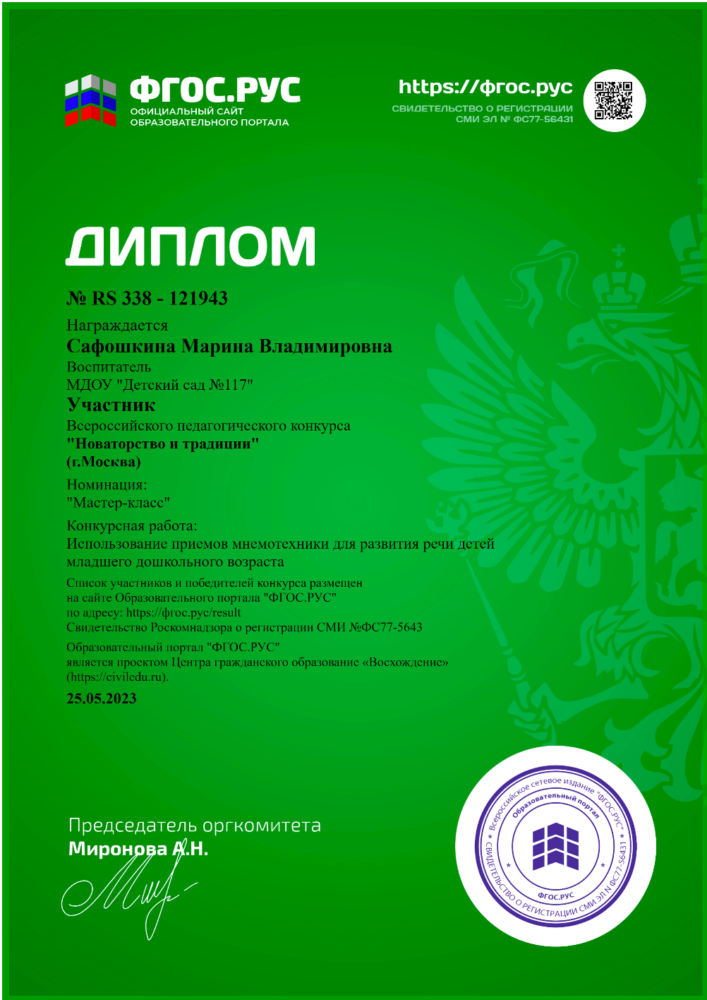 ФГОС.РУС
ОФИЦИАЛЬНЫЙ САЙТ
ОБРАЗОВАТЕЛЬНОГО ПОРТАЛА
https://фгос.рус
СВИДЕТЕЛЬСТВО О РЕГИСТРАЦИИ
СМИ ЭЛ № ФС77-56431
ДИПЛОМ
№ RS 338 - 121943
Награждается
Сафошкина Марина Владимировна
Воспитатель
МДОУ "Детский сад №117"
Участник
Всероссийского педагогического конкурса
"Новаторство и традиции"
(г.Москва)
Номинация:
"Мастер-класс"
Конкурсная работа:
Использование приемов мнемотехники для развития речи детей
младшего дошкольного возраста
Список участников и победителей конкурса размещен
на сайте Образовательного портала "ФГОС.РУС"
по адресу: https://фгос.рус/result
Свидетельство Роскомнадзора о регистрации СМИ №ФС77-5643
Образовательный портал "ФГОС.РУС"
является проектом Центра гражданского образование «Восхождение»
(https://civiledu.ru).
25.05.2023
Председатель оргкомитета
Миронова А.Н.
Всероссийское сетевое издание "ФГОС.РУС"
* СВИДЕТЕЛЬСТВО О РЕГИСТРАЦИИ СМИ ЭЛ N ФС77-56431 *
Образовательный портал
* ФГОС.РУС *